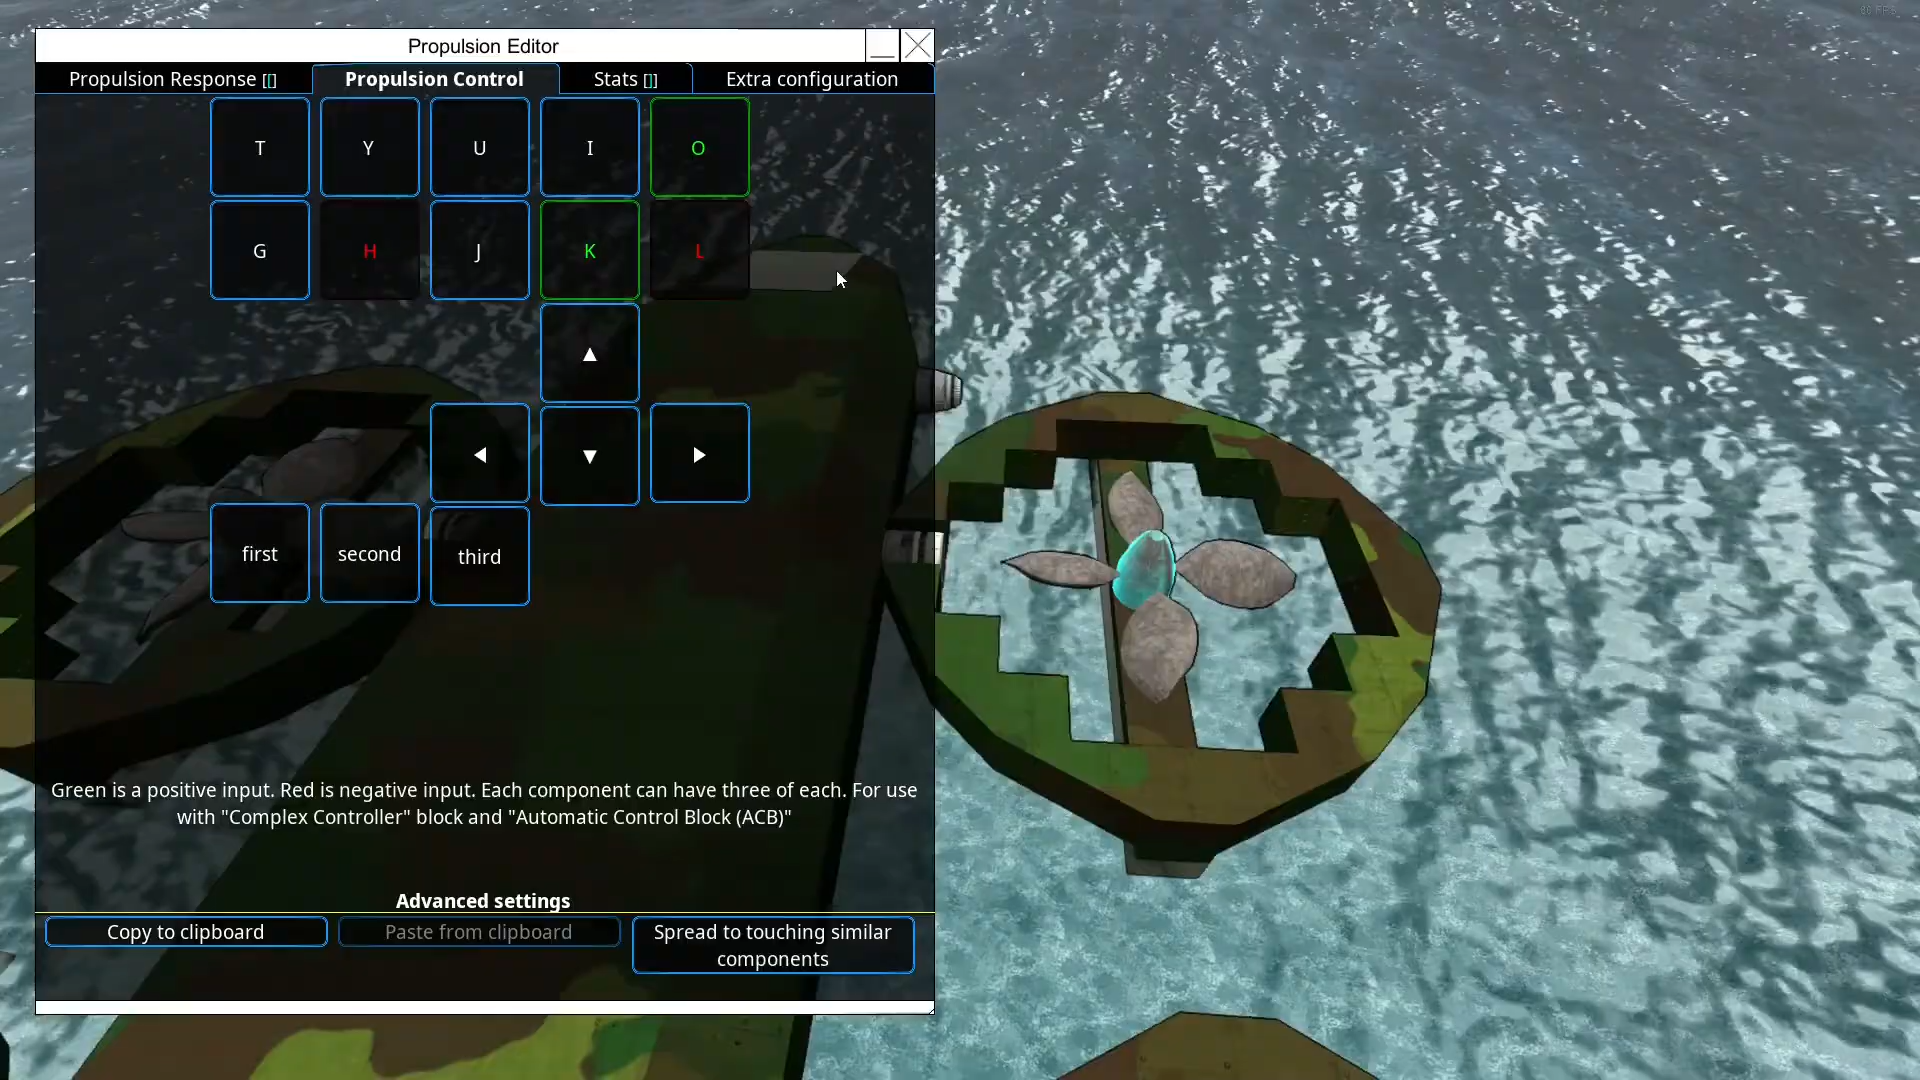 Propulsion Editor
Propulsion Response [[]
Propulsion Control
Stats []]
Extra configuration
T
Y
U
I
O
G
H
J
K
L
▲
◀
▼
▶
first
second
third
Green is a positive input. Red is negative input. Each component can have three of each. For use
with "Complex Controller" block and "Automatic Control Block (ACB)"
Advanced settings
Copy to clipboard
Paste from clipboard
Spread to touching similar
components